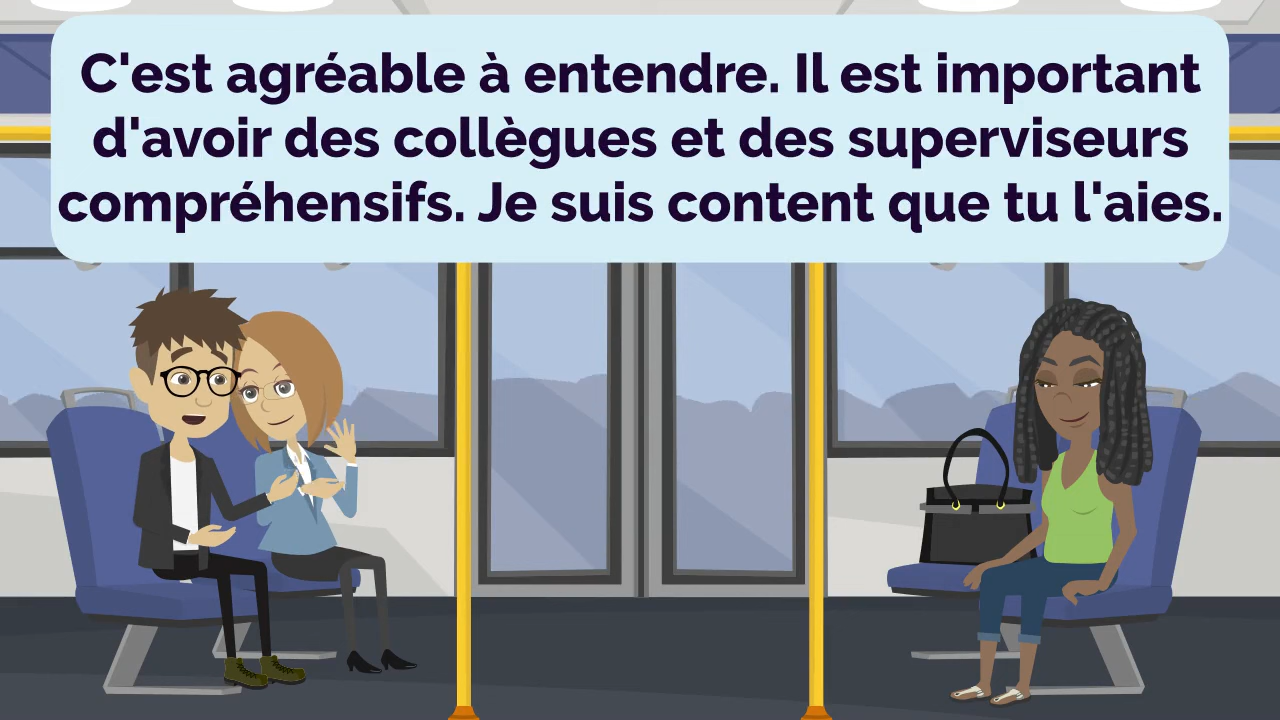 C'est agréable à entendre. Il est important
d'avoir des collègues et des superviseurs
compréhensifs. Je suis content que tu l'aies.